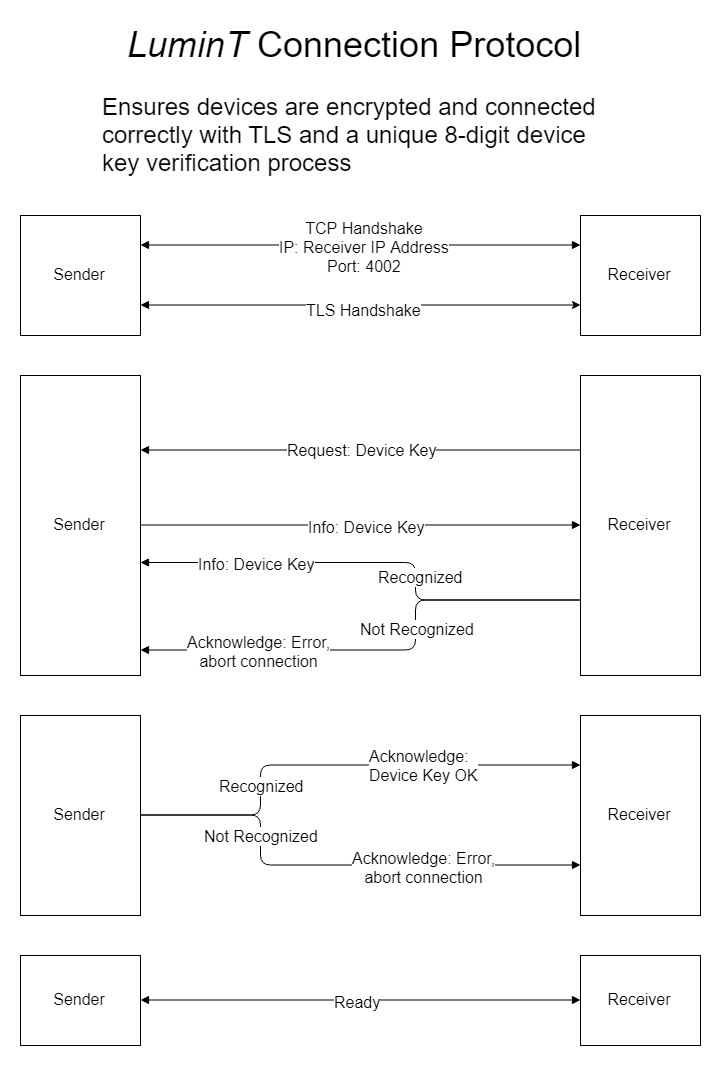 LuminT Connection Protocol
Ensures devices are encrypted and connected
correctly with TLS and a unique 8-digit device
key verification process
Sender
TCP Handshake
IP: Receiver IP Address
Port: 4002
TLS Handshake
Receiver
Sender
Request: Device Key
Info: Device Key
Info: Device Key
Recognized
Not Recognized
Acknowledge: Error,
abort connection
Receiver
Sender
Recognized
Acknowledge:
Device Key OK
Not Recognized
Acknowledge: Error,
abort connection
Receiver
Sender
Ready
Receiver